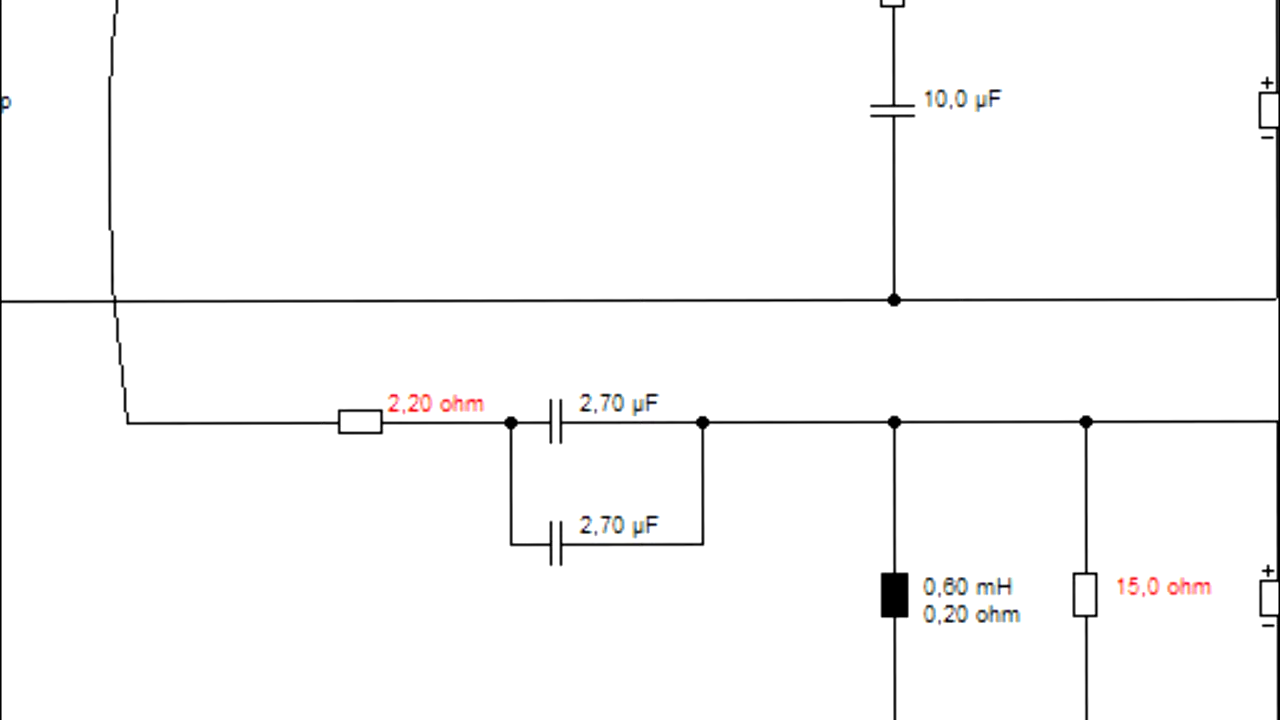 p
10,0 µF
+
−
2,20 ohm
2,70 µF
2,70 µF
0,60 mH
0,20 ohm
15,0 ohm
+
−